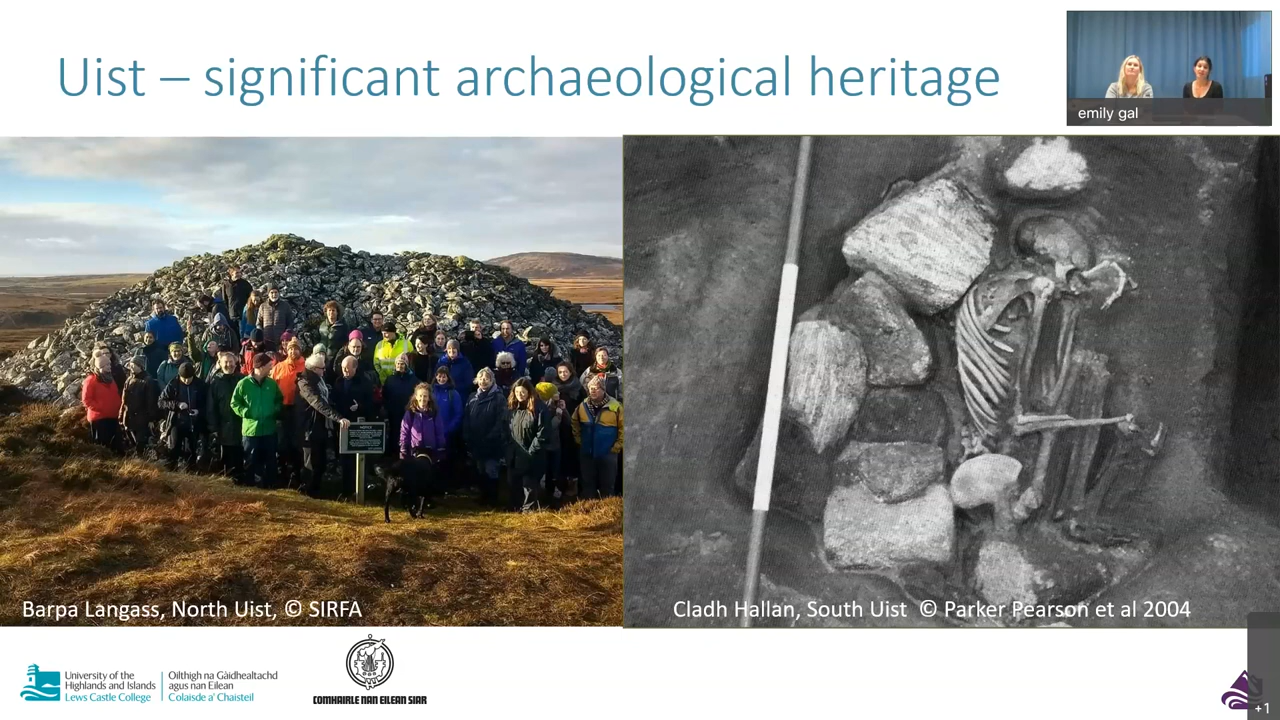 Uist – significant archaeological heritage
emily gal
Barpa Langass, North Uist, © SIRFA
Cladh Hallan, South Uist © Parker Pearson et al 2004
University of the
Highlands and Islands
Lews Castle College
Oilthigh na Gàidhealtachd
agus nan Eilean
Colaisde a' Chaisteil
COMHAIRLE NAN EILEAN SIAR
+1